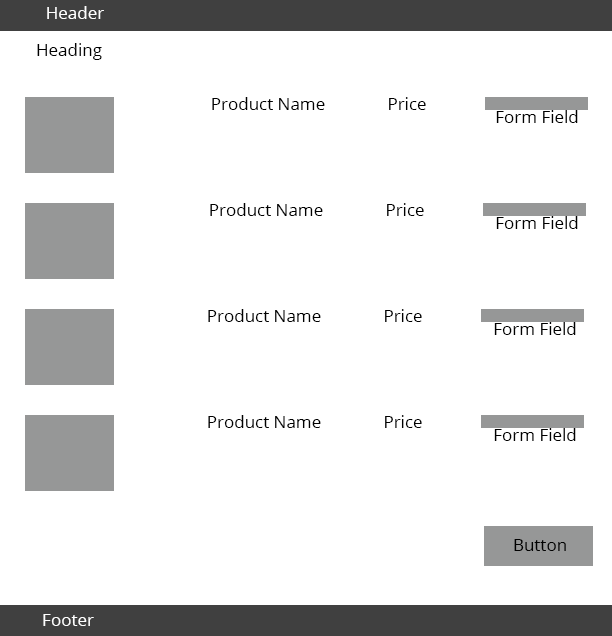 Header
Heading
Product Name Price
Form Field
Product Name Price
Form Field
Product Name Price
Form Field
Product Name Price
Form Field
Button
Footer